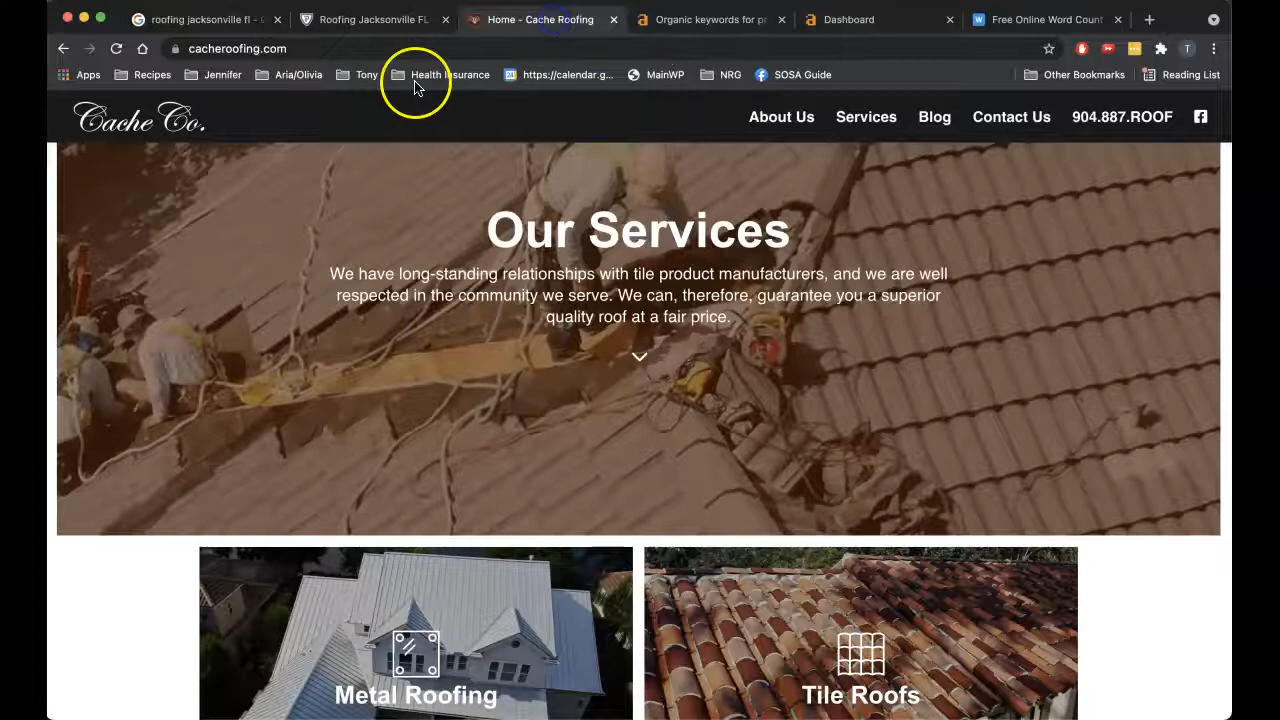 roofing jacksonville fl -
Roofing Jacksonville FL
Home - Cache Roofing
Organic keywords for pr
Dashboard
Free Online Word Count
cacheroofing.com
T
Apps
Recipes
Jennifer
Aria/Olivia
Tony
Health Insurance
https://calendar.g...
MainWP
NRG
SOSA Guide
Other Bookmarks
Reading List
Cache Co.
About Us
Services
Blog
Contact Us
904.887.ROOF
Our Services
We have long-standing relationships with tile product manufacturers, and we are well
respected in the community we serve. We can, therefore, guarantee you a superior
quality roof at a fair price.
Metal Roofing
Tile Roofs